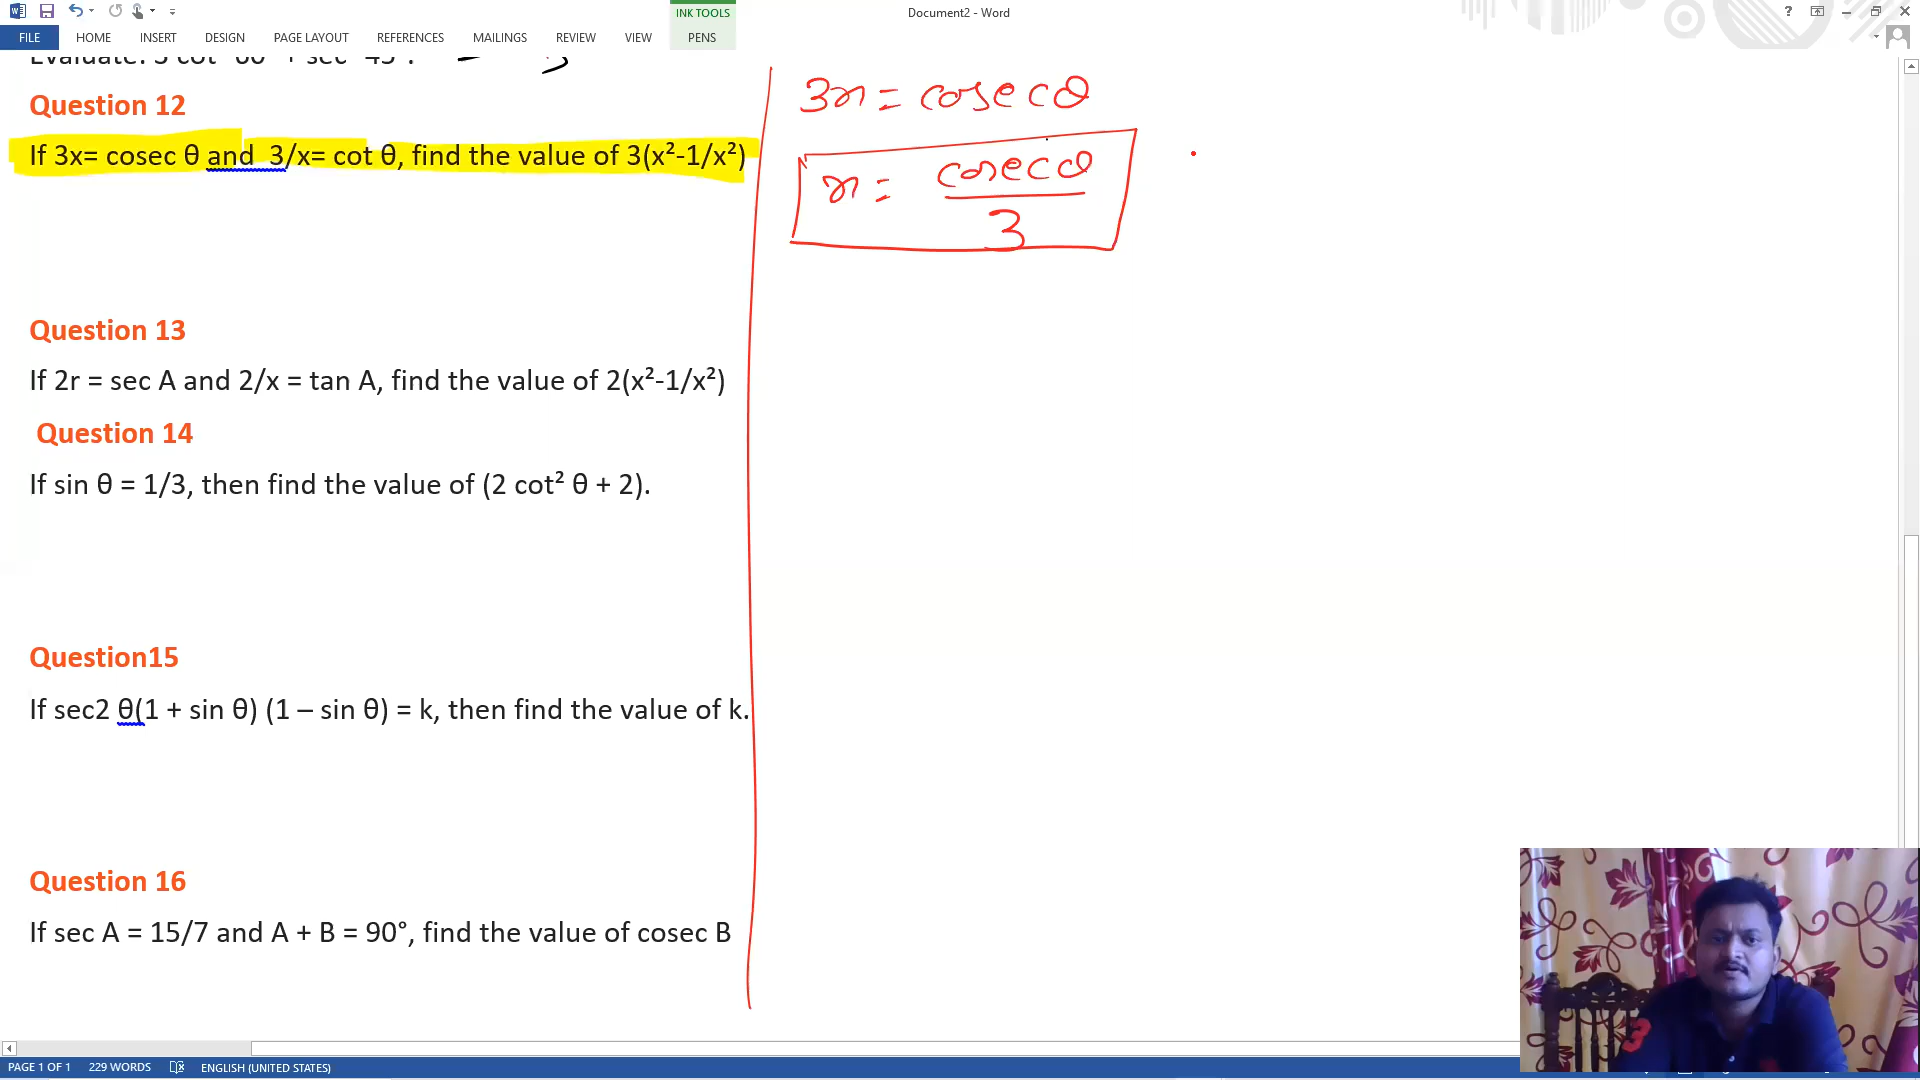 Document2 - Word
INK TOOLS
FILE HOME INSERT DESIGN PAGE LAYOUT REFERENCES MAILINGS REVIEW VIEW PENS
Question 12
If 3x= cosec θ and  3/x= cot θ, find the value of 3(x²-1/x²)
3x = cosec θ
x = cosec θ
3
Question 13
If 2r = sec A and 2/x = tan A, find the value of 2(x²-1/x²)
Question 14
If sin θ = 1/3, then find the value of (2 cot² θ + 2).
Question15
If sec2 θ(1 + sin θ) (1 – sin θ) = k, then find the value of k.
Question 16
If sec A = 15/7 and A + B = 90°, find the value of cosec B
3
PAGE 1 OF 1 229 WORDS ENGLISH (UNITED STATES)